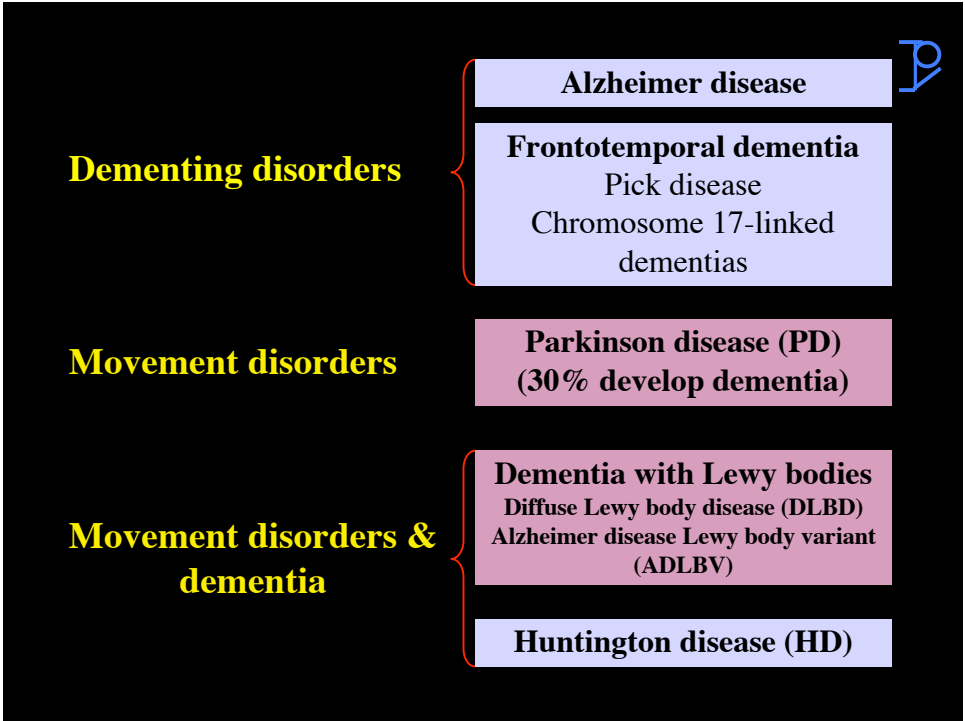 Alzheimer disease
Dementing disorders
Frontotemporal dementia
Pick disease
Chromosome 17-linked
dementias
Movement disorders
Parkinson disease (PD)
(30% develop dementia)
Movement disorders &
dementia
Dementia with Lewy bodies
Diffuse Lewy body disease (DLBD)
Alzheimer disease Lewy body variant
(ADLBV)
Huntington disease (HD)